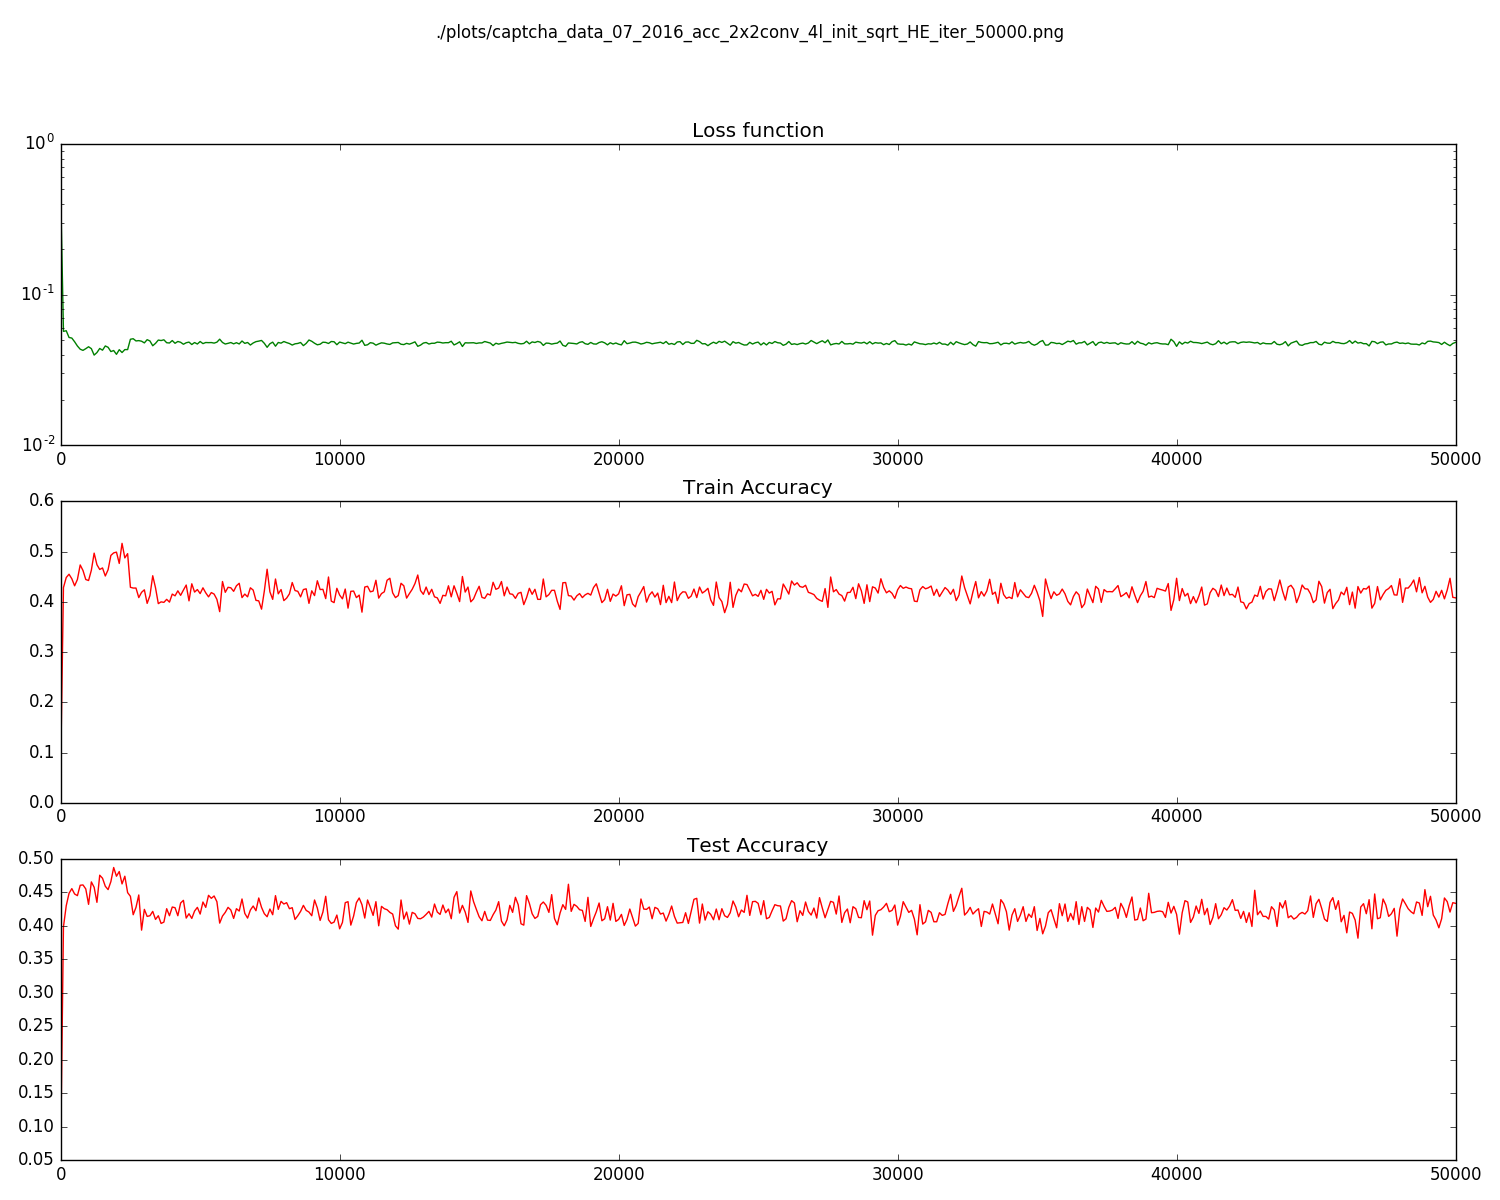 ./plots/captcha_data_07_2016_acc_2x2conv_4l_init_sqrt_HE_iter_50000.png
Loss function
10^0
10^-1
10^-2
0 10000 20000 30000 40000 50000
Train Accuracy
0.6
0.5
0.4
0.3
0.2
0.1
0.0
0 10000 20000 30000 40000 50000
Test Accuracy
0.50
0.45
0.40
0.35
0.30
0.25
0.20
0.15
0.10
0.05
0 10000 20000 30000 40000 50000